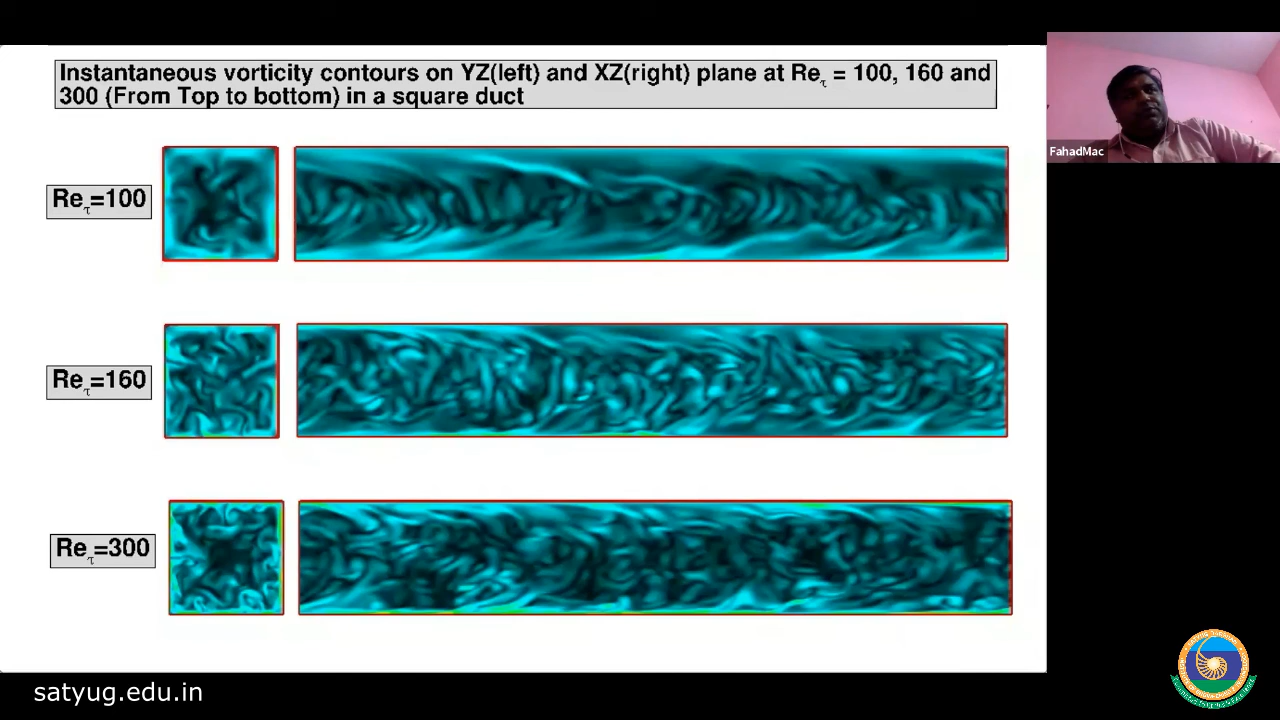 Instantaneous vorticity contours on YZ(left) and XZ(right) plane at Reτ = 100, 160 and
300 (From Top to bottom) in a square duct
FahadMac
Reτ=100
Reτ=160
Reτ=300
satyug.edu.in